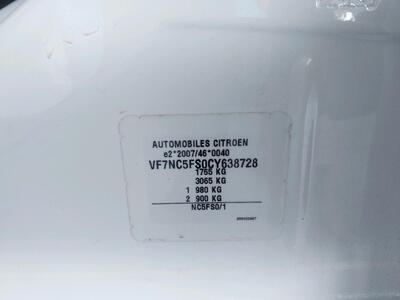 AUTOMOBILES CITROEN
e2*2007/46*0040
VF7NC5FS0CY638728
1765 KG
3065 KG
1 980 KG
2 900 KG
NC5FS0/1